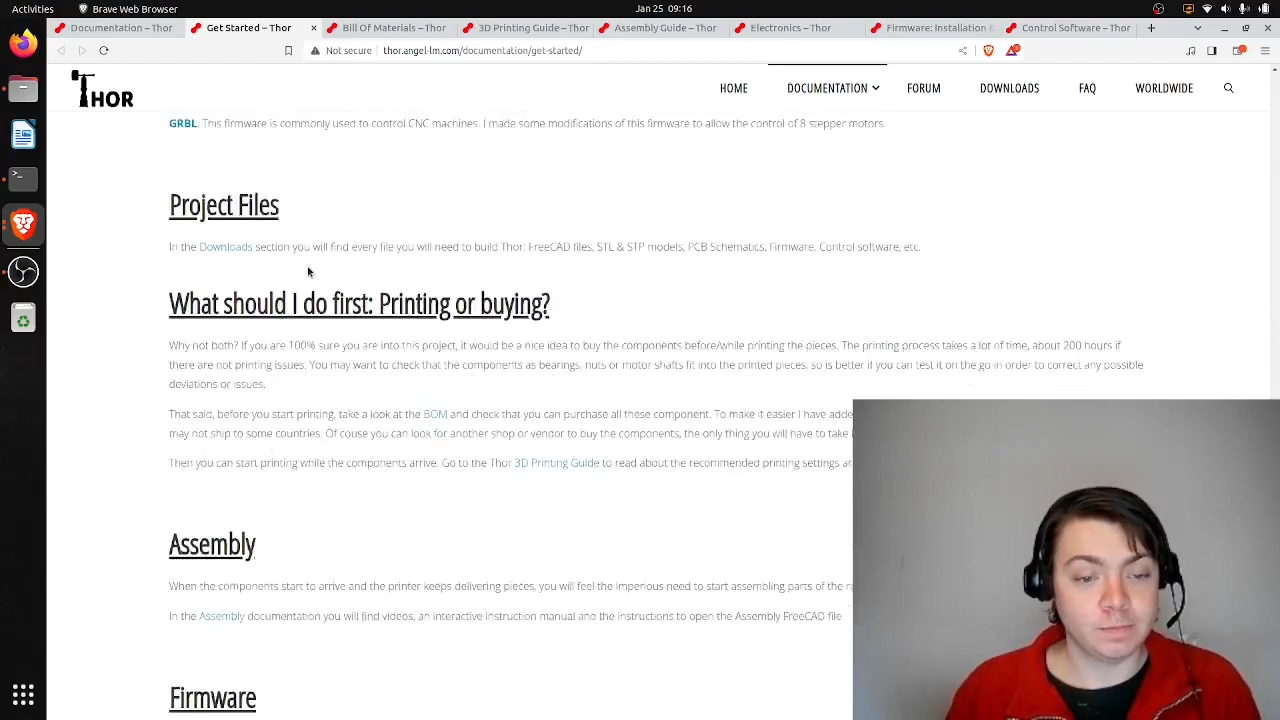 Activities
Brave Web Browser
Jan 25 09:16
Documentation – Thor
Get Started – Thor
Bill Of Materials – Thor
3D Printing Guide – Thor
Assembly Guide – Thor
Electronics – Thor
Firmware Installation &
Control Software – Thor
Not secure
thor.angel-lm.com/documentation/get-started/
THOR
HOME
DOCUMENTATION
FORUM
DOWNLOADS
FAQ
WORLDWIDE
GRBL. This firmware is commonly used to control CNC machines. I made some modifications of this firmware to allow the control of 8 stepper motors.
Project Files
In the Downloads section you will find every file you will need to build Thor: FreeCAD files, STL & STP models, PCB Schematics, Firmware, Control software, etc.
What should I do first: Printing or buying?
Why not both? If you are 100% sure you are into this project, it would be a nice idea to buy the components before/while printing the pieces. The printing process takes a lot of time, about 200 hours if
there are not printing issues. You may want to check that the components as bearings, nuts or motor shafts fit into the printed pieces, so is better if you can test it on the go in order to correct any possible
deviations or issues.
That said, before you start printing, take a look at the BOM and check that you can purchase all these component. To make it easier I have added
may not ship to some countries. Of couse you can look for another shop or vendor to buy the components, the only thing you will have to take
Then you can start printing while the components arrive. Go to the Thor 3D Printing Guide to read about the recommended printing settings
Assembly
When the components start to arrive and the printer keeps delivering pieces, you will feel the imperious need to start assembling parts of the
In the Assembly documentation you will find videos, an interactive instruction manual and the instructions to open the Assembly FreeCAD file
Firmware